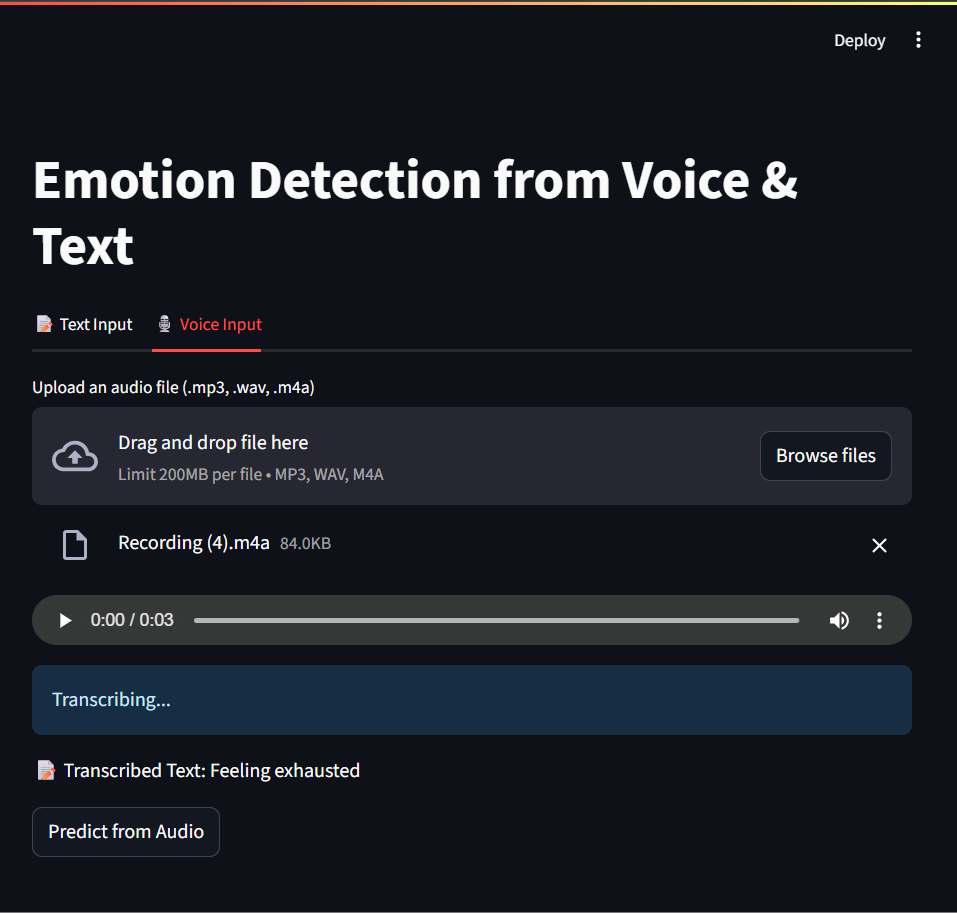 Deploy
Emotion Detection from Voice &
Text
📝 Text Input
🎙️ Voice Input
Upload an audio file (.mp3, .wav, .m4a)
Drag and drop file here
Limit 200MB per file • MP3, WAV, M4A
Browse files
Recording (4).m4a 84.0KB
0:00 / 0:03
Transcribing...
📝 Transcribed Text: Feeling exhausted
Predict from Audio